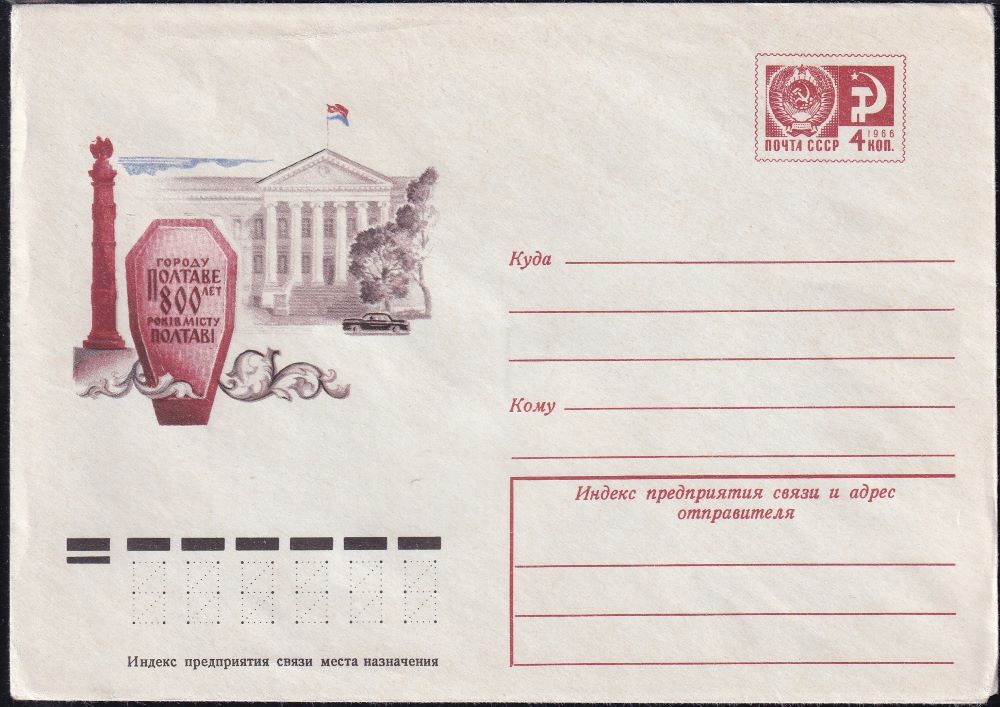 ГОРОДУ
ПОЛТАВЕ
800 ЛЕТ
РОКІВ МІСТУ
ПОЛТАВІ
1966
ПОЧТА СССР 4 КОП.
Куда
Кому
Индекс предприятия связи и адрес
отправителя
Индекс предприятия связи места назначения